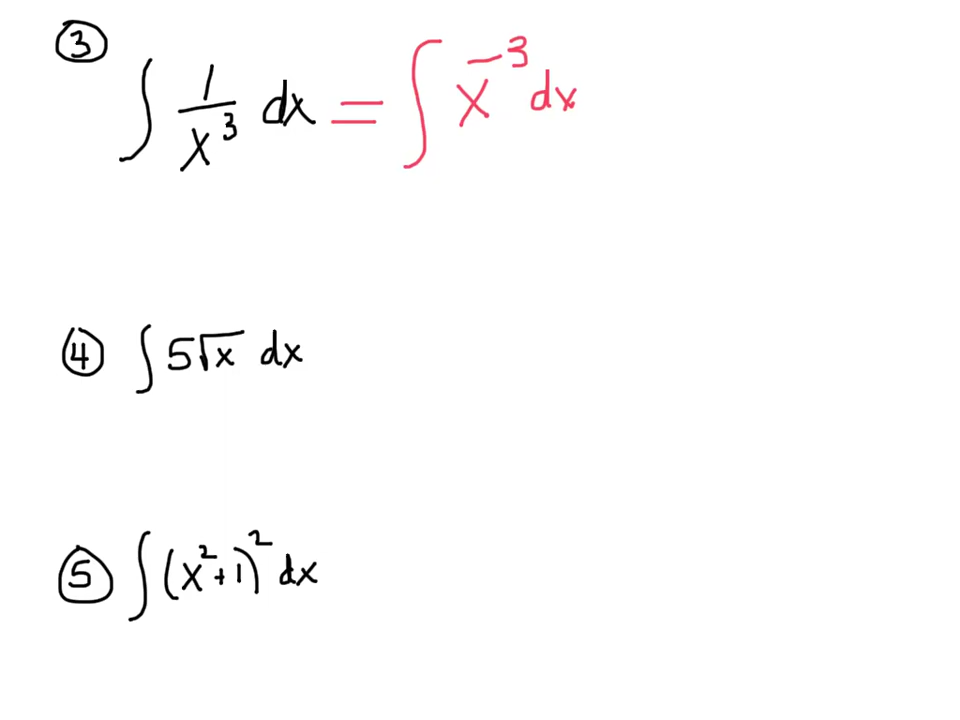 ③ ∫ 1/x³ dx = ∫ x⁻³ dx
④ ∫ 5√x dx
⑤ ∫ (x²+1)² dx